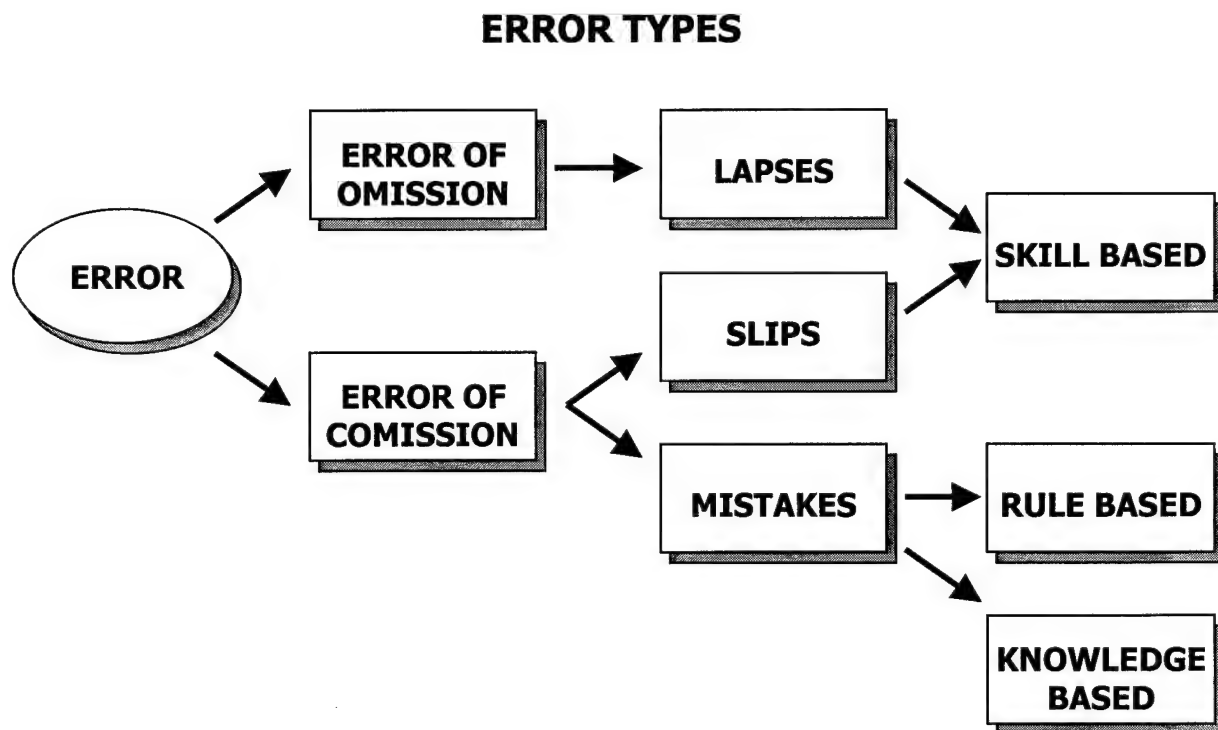 ERROR TYPES
ERROR OF
OMISSION
LAPSES
SKILL BASED
ERROR
SLIPS
ERROR OF
COMISSION
MISTAKES
RULE BASED
KNOWLEDGE
BASED